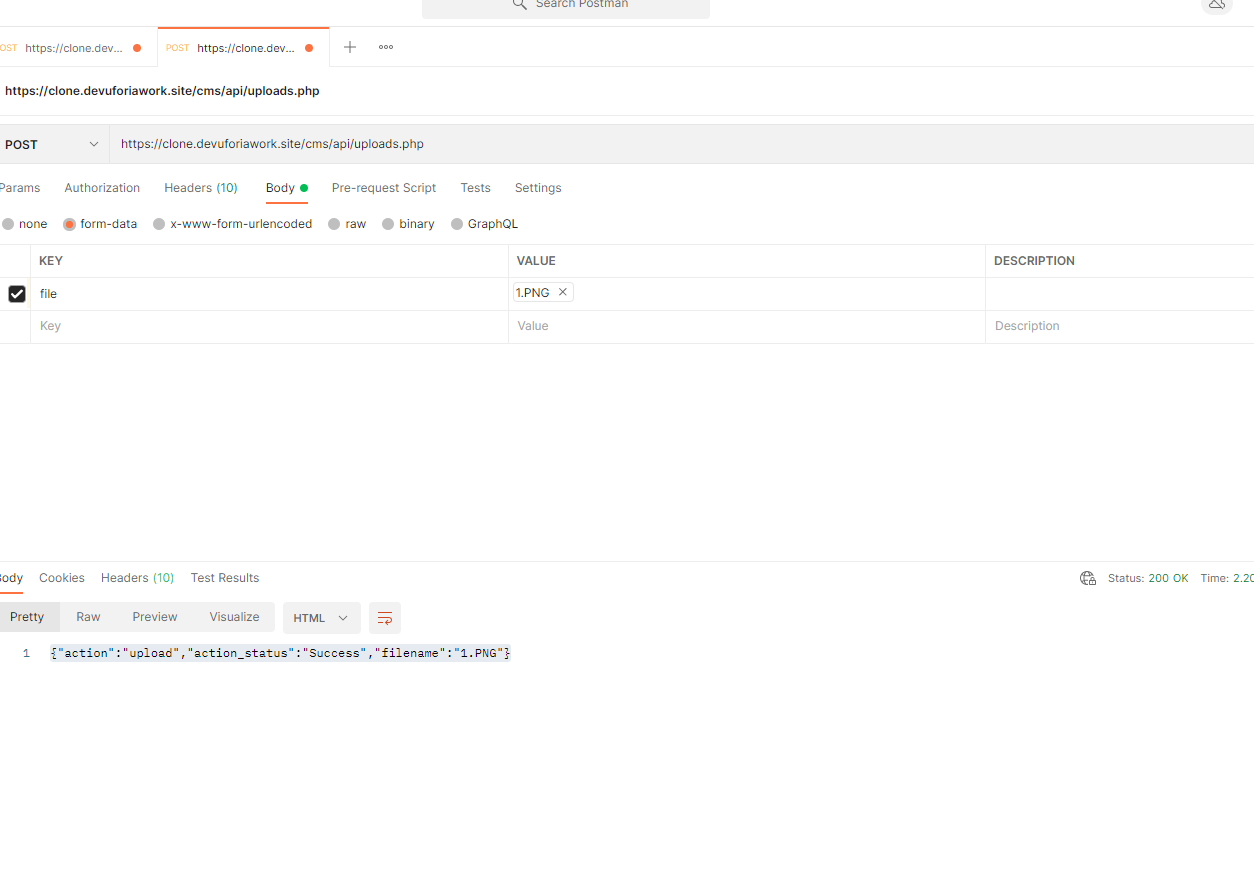 Search Postman
OST https://clone.dev... POST https://clone.dev...
https://clone.devuforiawork.site/cms/api/uploads.php
POST https://clone.devuforiawork.site/cms/api/uploads.php
Params Authorization Headers (10) Body Pre-request Script Tests Settings
none form-data x-www-form-urlencoded raw binary GraphQL
KEY VALUE DESCRIPTION
file 1.PNG
Key Value Description
Body Cookies Headers (10) Test Results Status: 200 OK Time: 2.20
Pretty Raw Preview Visualize HTML
1 {"action":"upload","action_status":"Success","filename":"1.PNG"}